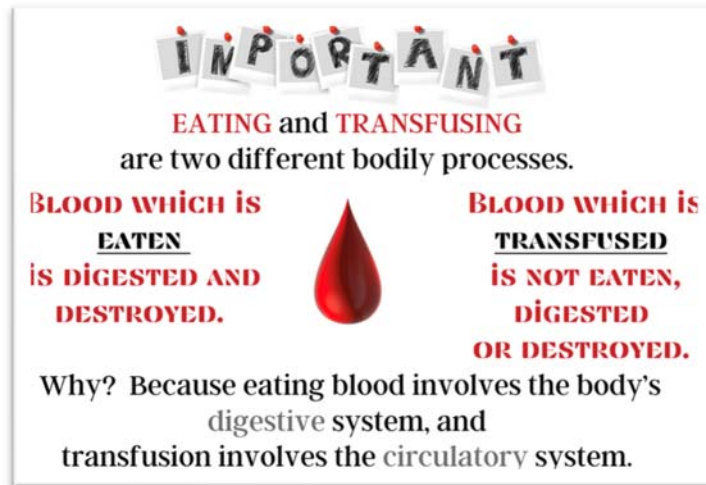 IMPORTANT
EATING and TRANSFUSING
are two different bodily processes.
BLOOD WHICH IS
EATEN
IS DIGESTED AND
DESTROYED.
BLOOD WHICH IS
TRANSFUSED
IS NOT EATEN,
DIGESTED
OR DESTROYED.
Why? Because eating blood involves the body's
digestive system, and
transfusion involves the circulatory system.